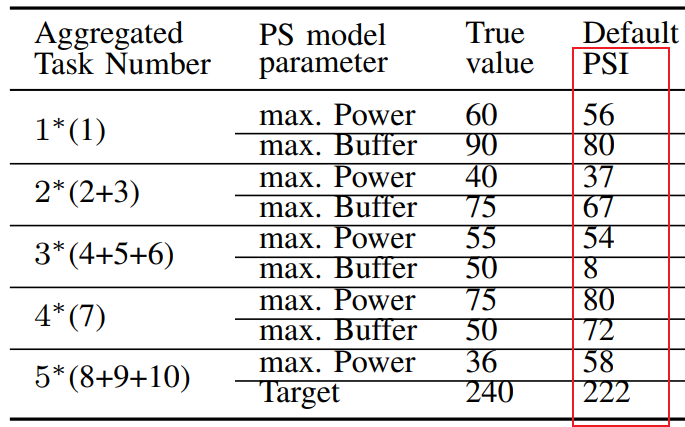 Aggregated Task Number PS model parameter True value Default PSI
1*(1) max. Power 60 56
max. Buffer 90 80
2*(2+3) max. Power 40 37
max. Buffer 75 67
3*(4+5+6) max. Power 55 54
max. Buffer 50 8
4*(7) max. Power 75 80
max. Buffer 50 72
5*(8+9+10) max. Power 36 58
Target 240 222